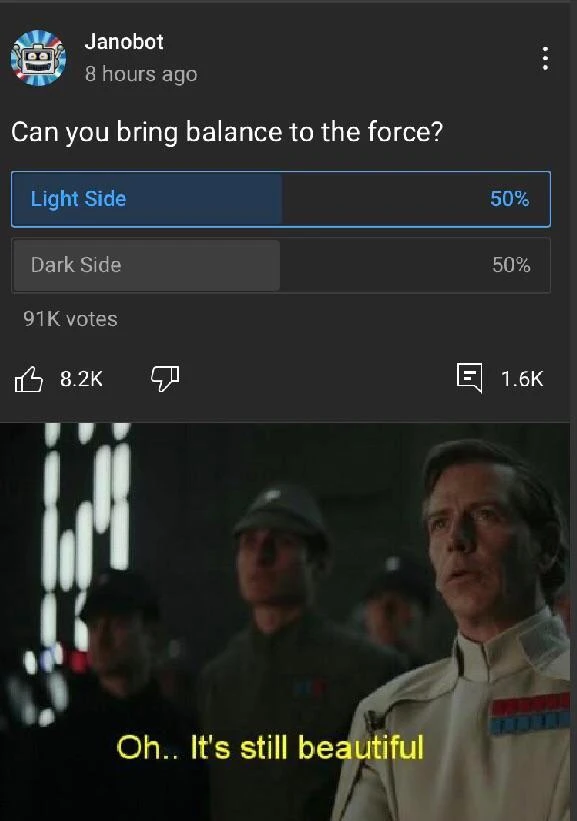 Janobot
8 hours ago
Can you bring balance to the force?
Light Side 50%
Dark Side 50%
91K votes
8.2K 1.6K
Oh.. It's still beautiful